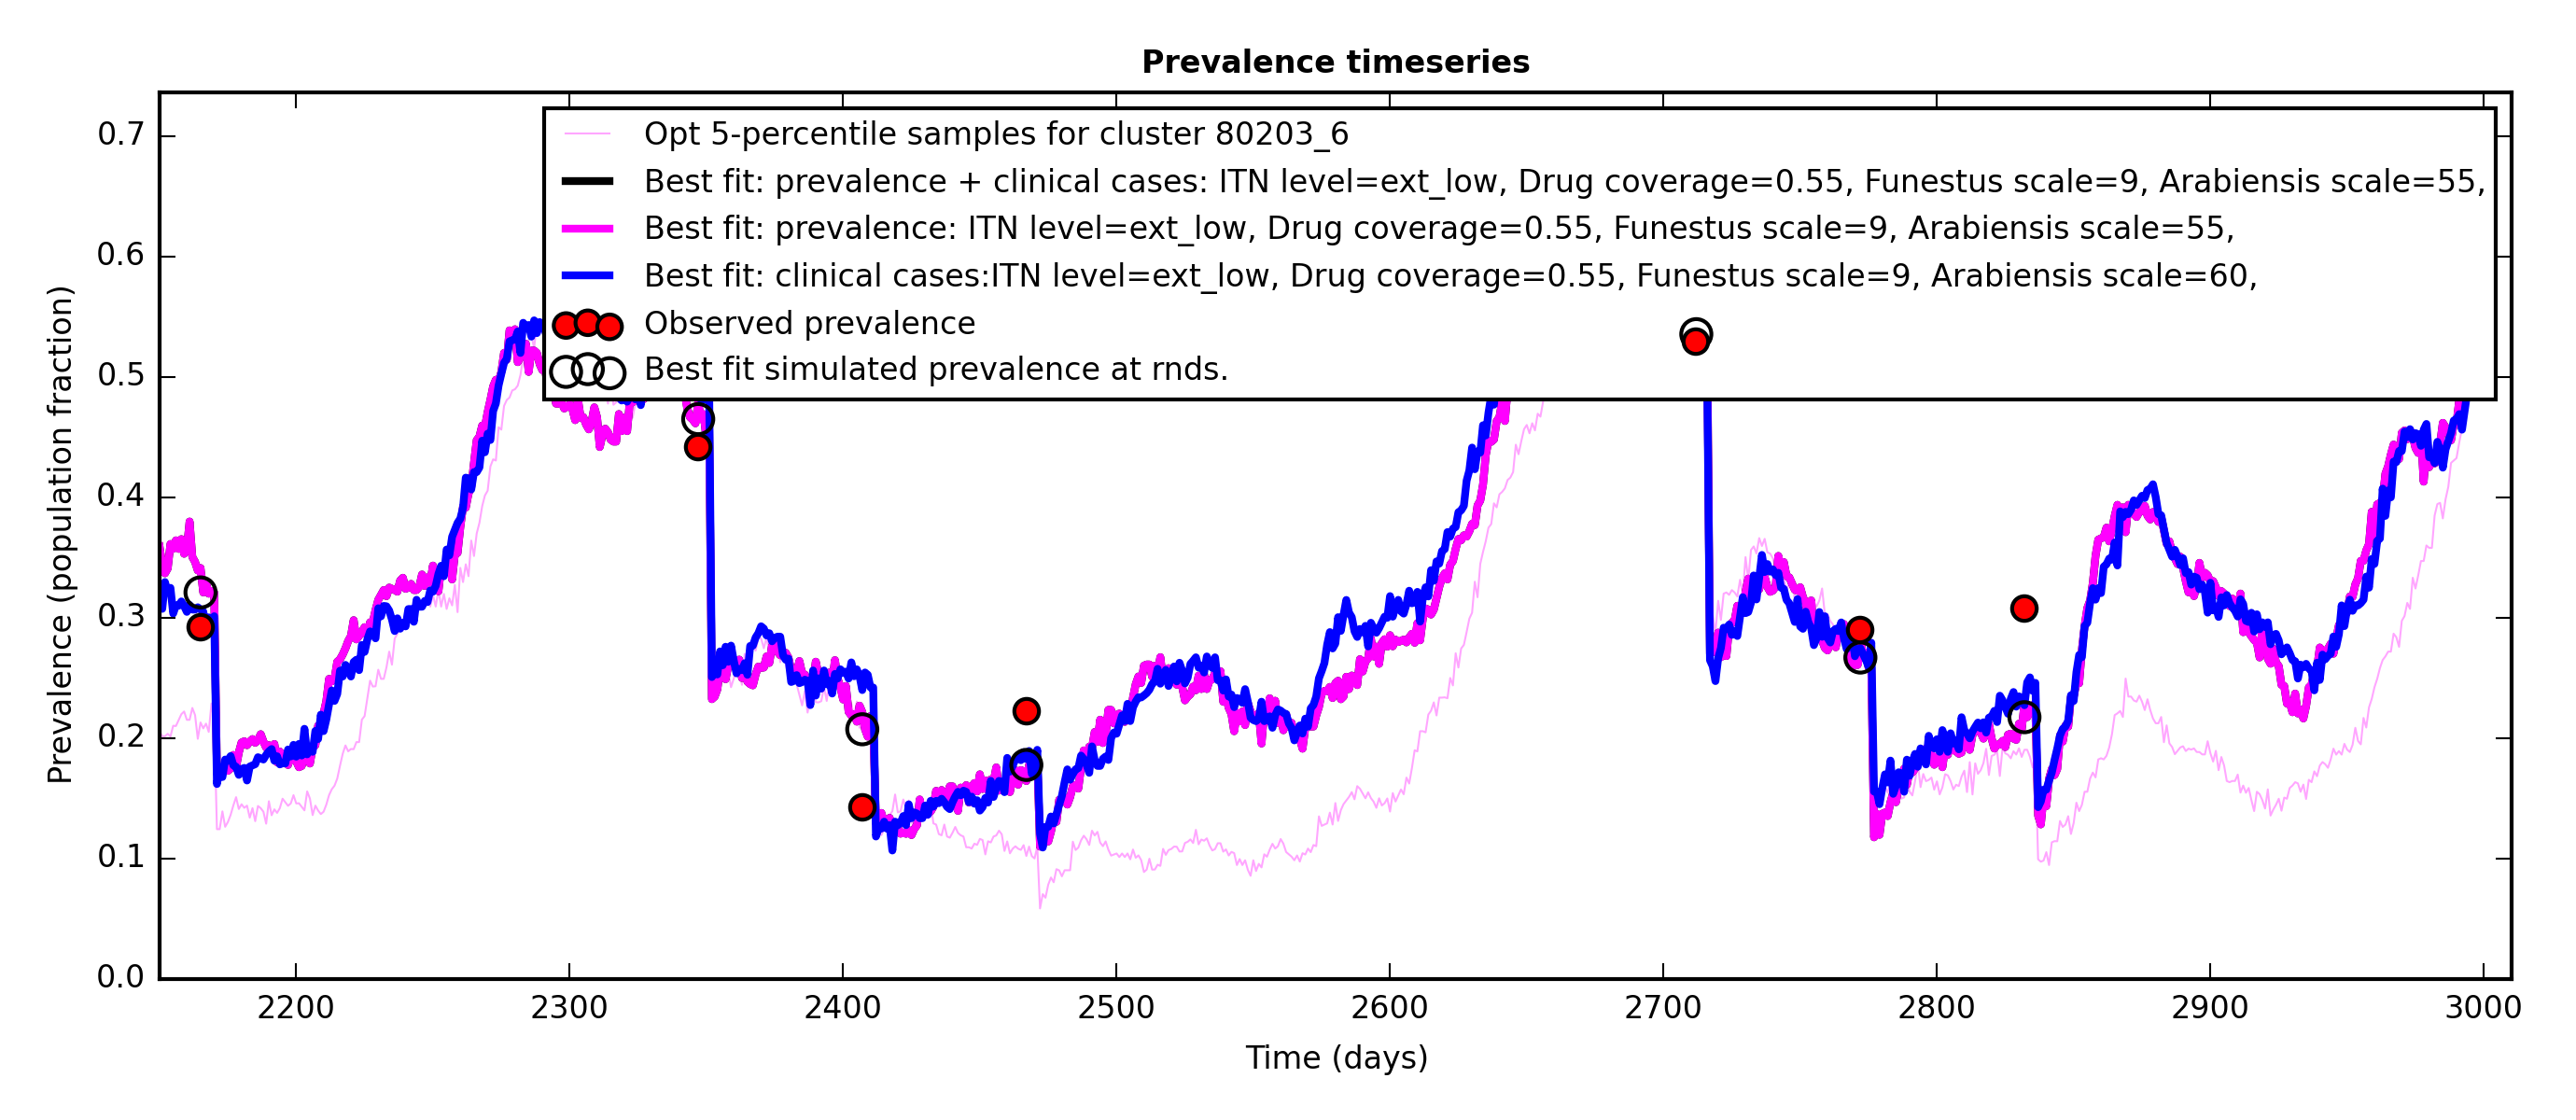 Prevalence timeseries
Opt 5-percentile samples for cluster 80203_6
Best fit: prevalence + clinical cases: ITN level=ext_low, Drug coverage=0.55, Funestus scale=9, Arabiensis scale=55,
Best fit: prevalence: ITN level=ext_low, Drug coverage=0.55, Funestus scale=9, Arabiensis scale=55,
Best fit: clinical cases:ITN level=ext_low, Drug coverage=0.55, Funestus scale=9, Arabiensis scale=60,
Observed prevalence
Best fit simulated prevalence at rnds.
Prevalence (population fraction)
0.7
0.6
0.5
0.4
0.3
0.2
0.1
0.0
2200 2300 2400 2500 2600 2700 2800 2900 3000
Time (days)